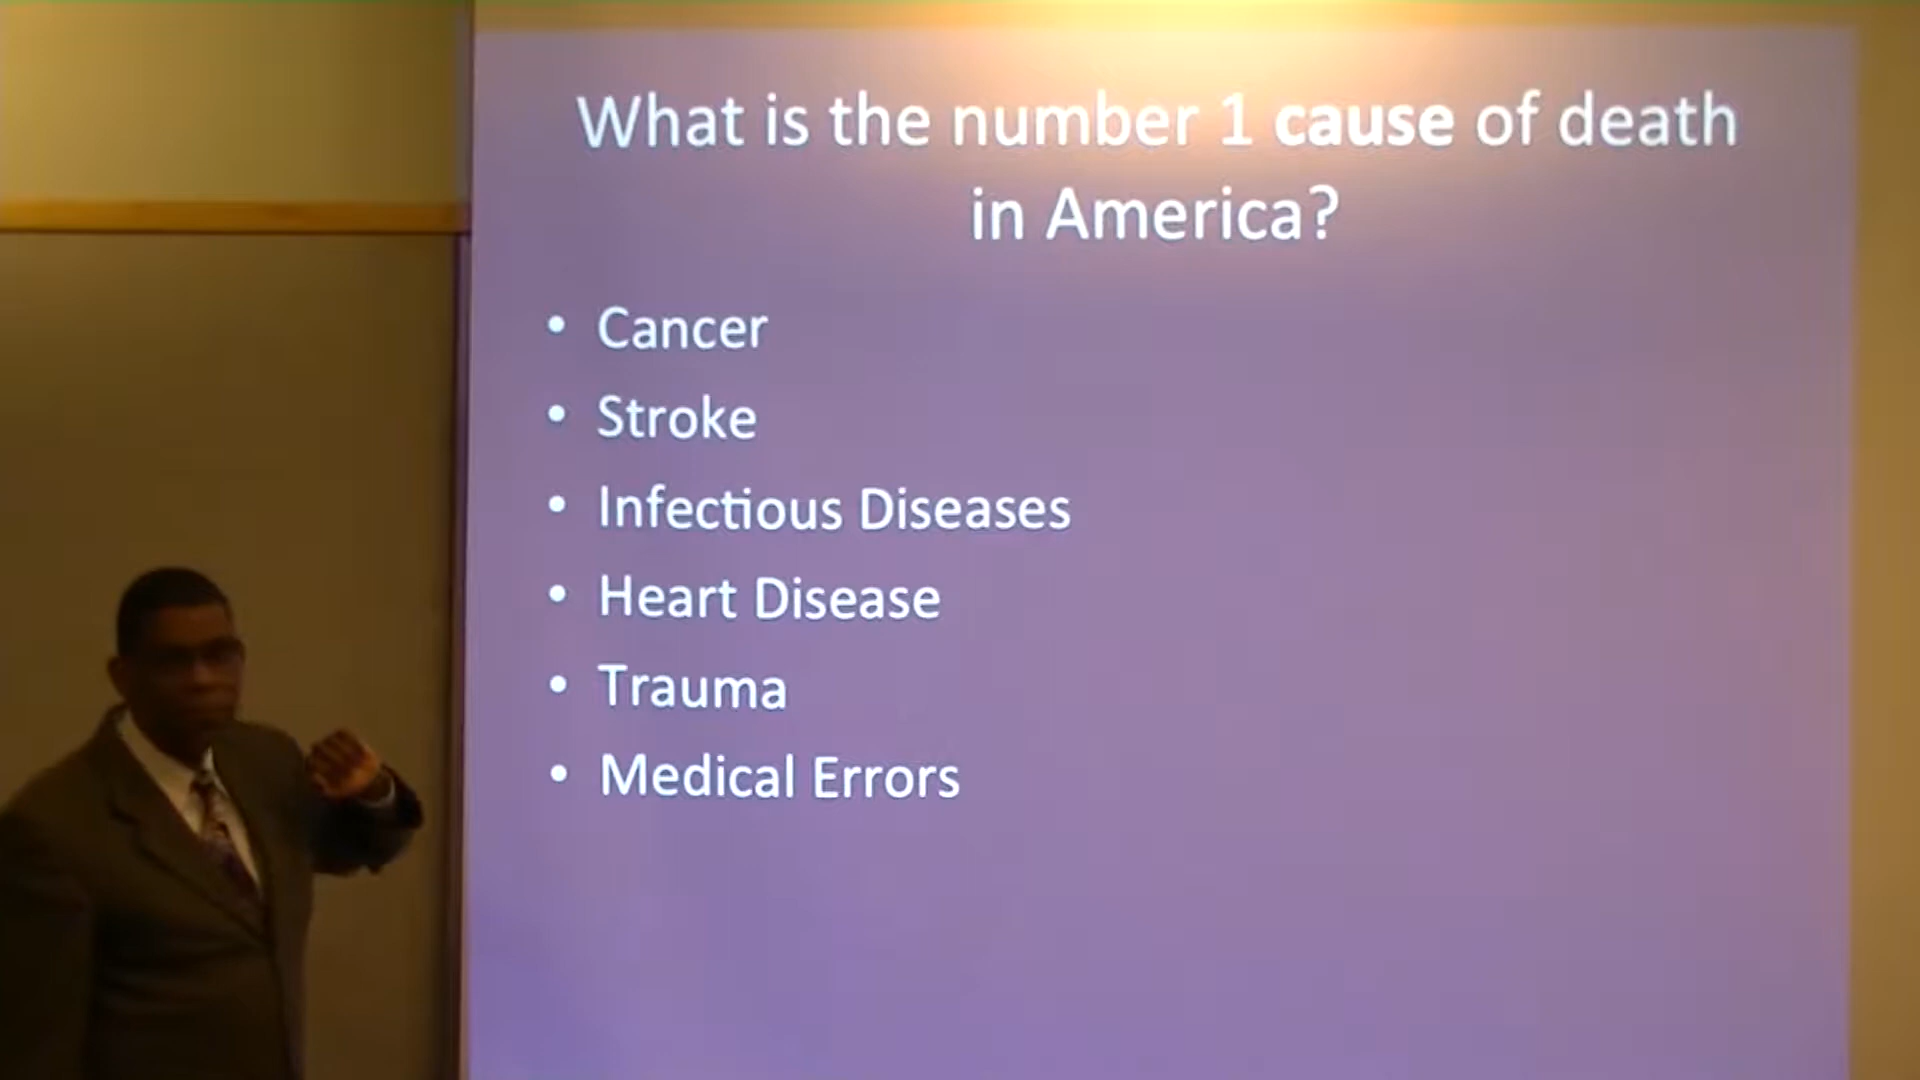 What is the number 1 cause of death
in America?
• Cancer
• Stroke
• Infectious Diseases
• Heart Disease
• Trauma
• Medical Errors